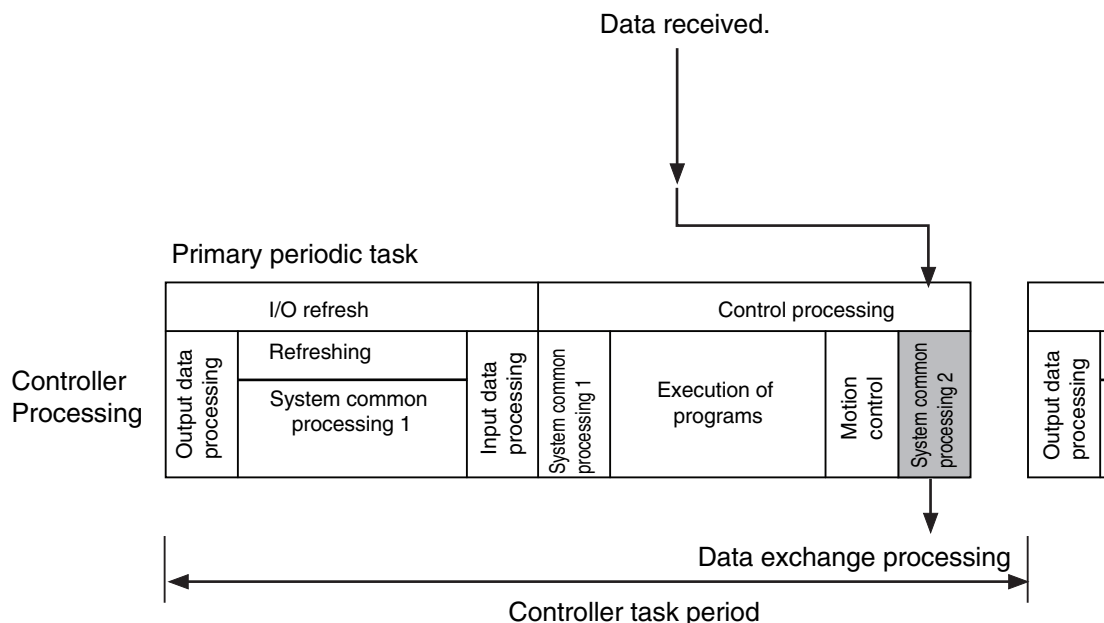 Data received.
Primary periodic task
I/O refresh
Control processing
Controller
Processing
Output data
processing
Refreshing
System common
processing 1
Input data
processing
System common
processing 1
Execution of
programs
Motion
control
System common
processing 2
Output data
processing
Data exchange processing
Controller task period